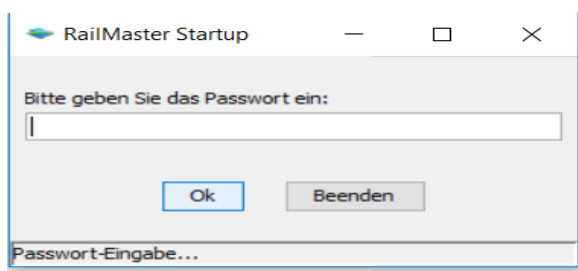 RailMaster Startup
Bitte geben Sie das Passwort ein:
Ok Beenden
Passwort-Eingabe...